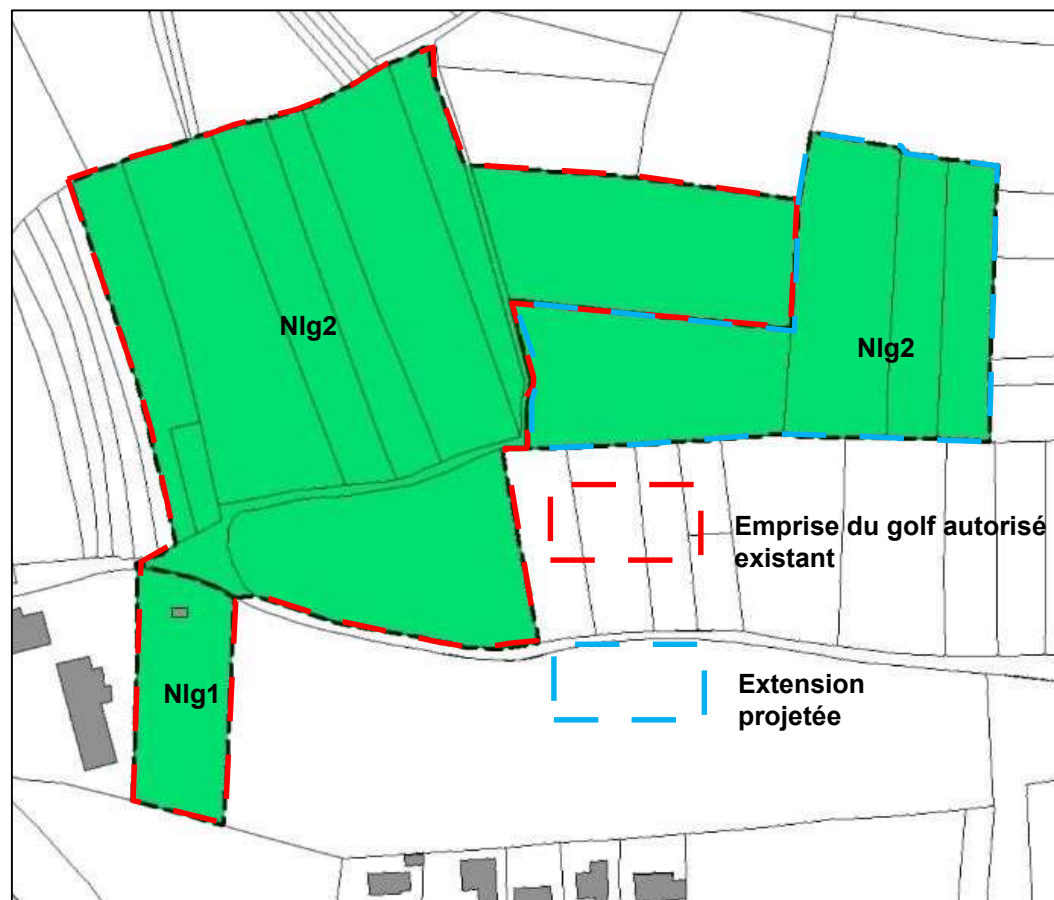 Nlg2
Nlg2
Emprise du golf autorisé
existant
Nlg1
Extension
projetée